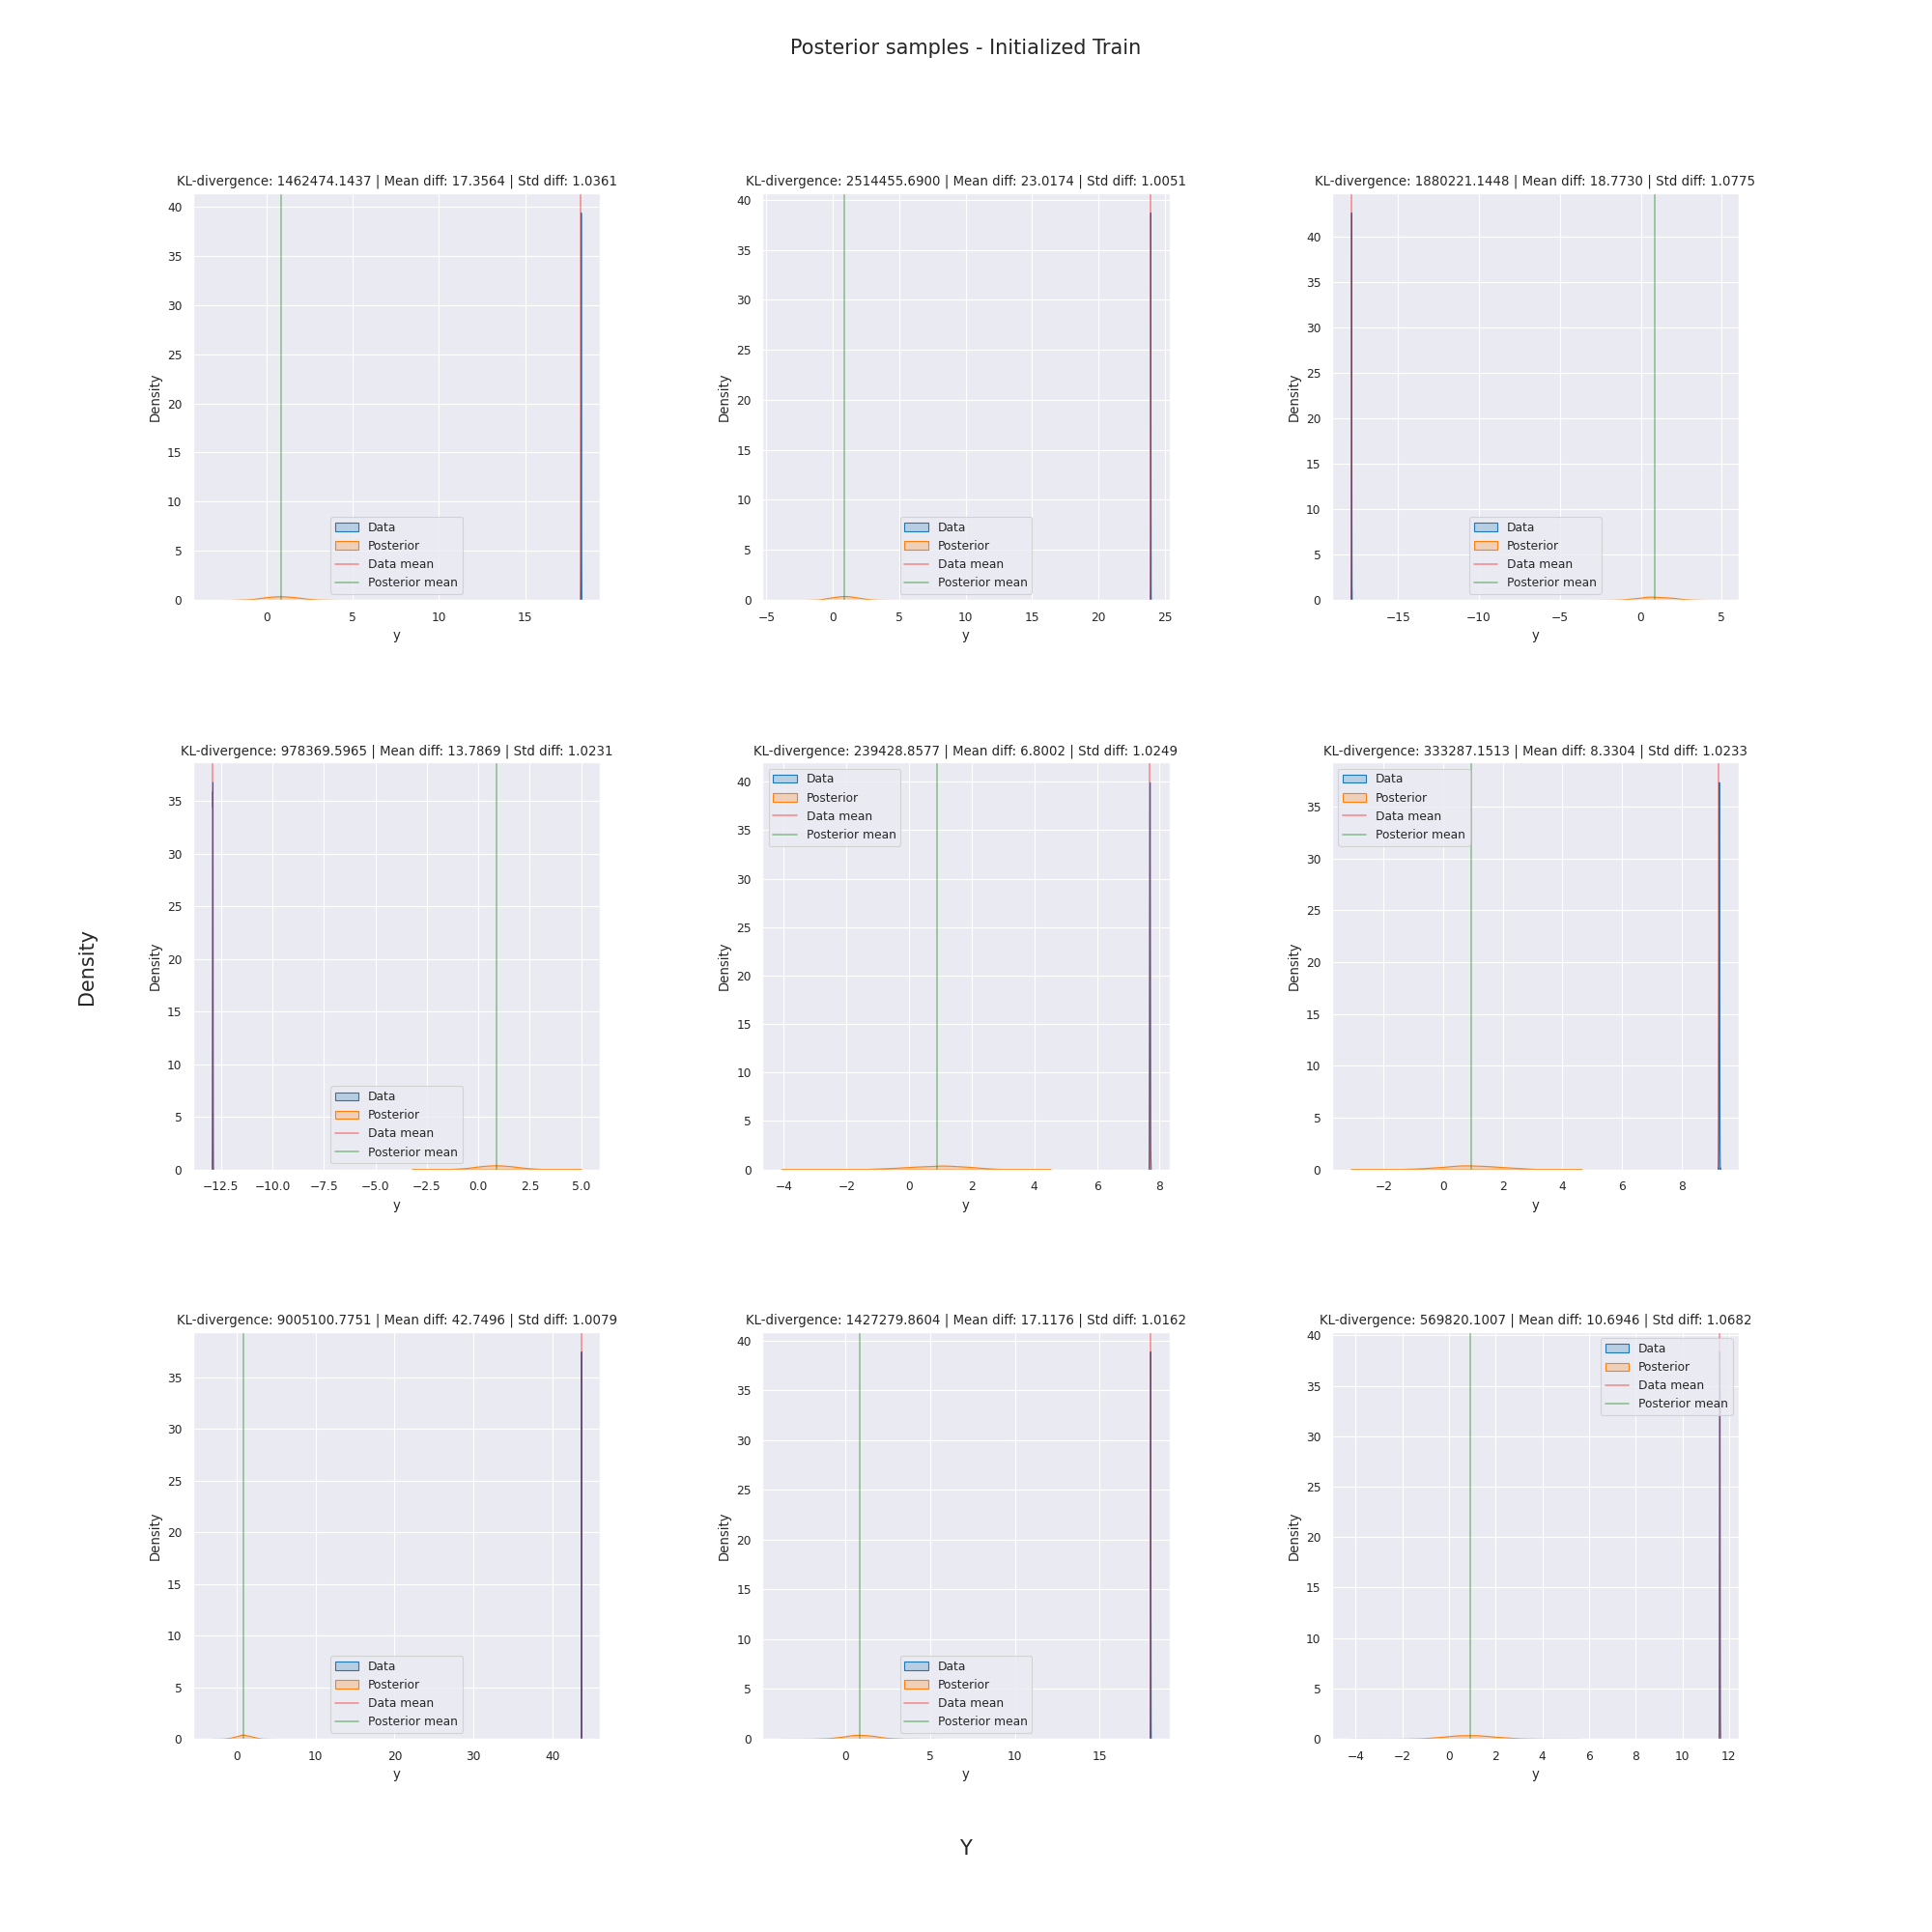 Posterior samples - Initialized Train
KL-divergence: 1462474.1437 | Mean diff: 17.3564 | Std diff: 1.0361
40
35
30
25
20
15
10
5
0
Density
Data
Posterior
Data mean
Posterior mean
0 5 10 15
y
KL-divergence: 2514455.6900 | Mean diff: 23.0174 | Std diff: 1.0051
40
35
30
25
20
15
10
5
0
Density
Data
Posterior
Data mean
Posterior mean
−5 0 5 10 15 20 25
y
KL-divergence: 1880221.1448 | Mean diff: 18.7730 | Std diff: 1.0775
40
35
30
25
20
15
10
5
0
Density
Data
Posterior
Data mean
Posterior mean
−15 −10 −5 0 5
y
Density
KL-divergence: 978369.5965 | Mean diff: 13.7869 | Std diff: 1.0231
35
30
25
20
15
10
5
0
Density
Data
Posterior
Data mean
Posterior mean
−12.5 −10.0 −7.5 −5.0 −2.5 0.0 2.5 5.0
y
KL-divergence: 239428.8577 | Mean diff: 6.8002 | Std diff: 1.0249
40
35
30
25
20
15
10
5
0
Density
Data
Posterior
Data mean
Posterior mean
−4 −2 0 2 4 6 8
y
KL-divergence: 333287.1513 | Mean diff: 8.3304 | Std diff: 1.0233
35
30
25
20
15
10
5
0
Density
Data
Posterior
Data mean
Posterior mean
−2 0 2 4 6 8
y
KL-divergence: 9005100.7751 | Mean diff: 42.7496 | Std diff: 1.0079
35
30
25
20
15
10
5
0
Density
Data
Posterior
Data mean
Posterior mean
0 10 20 30 40
y
KL-divergence: 1427279.8604 | Mean diff: 17.1176 | Std diff: 1.0162
40
35
30
25
20
15
10
5
0
Density
Data
Posterior
Data mean
Posterior mean
0 5 10 15
y
KL-divergence: 569820.1007 | Mean diff: 10.6946 | Std diff: 1.0682
40
35
30
25
20
15
10
5
0
Density
Data
Posterior
Data mean
Posterior mean
−4 −2 0 2 4 6 8 10 12
y
Y